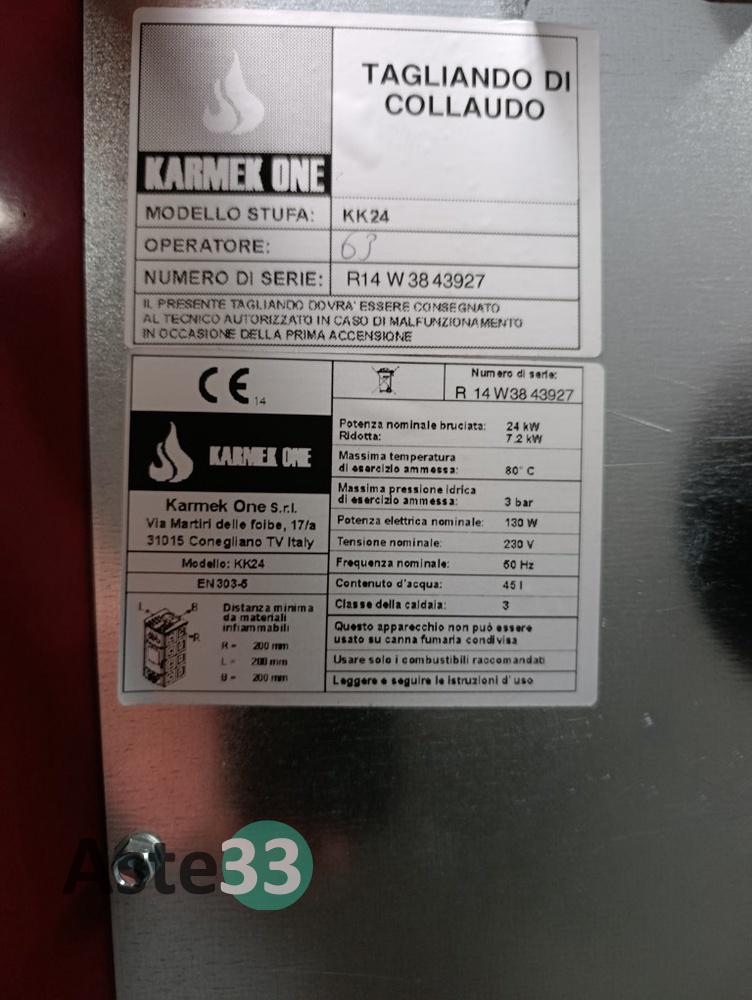 TAGLIANDO DI
COLLAUDO
KARMEK ONE
MODELLO STUFA: KK24
OPERATORE: 63
NUMERO DI SERIE: R14 W 38 43927
IL PRESENTE TAGLIANDO DOVRA' ESSERE CONSEGNATO
AL TECNICO AUTORIZZATO IN CASO DI MALFUNZIONAMENTO
IN OCCASIONE DELLA PRIMA ACCENSIONE
CE 14
KARMEK ONE
Karmek One S.r.l.
Via Martiri delle foibe, 17/a
31015 Conegliano TV Italy
Modello: KK24
EN 303-5
L B
R
Distanza minima
da materiali
infiammabili
R = 200 mm
L = 200 mm
B = 200 mm
Numero di serie:
R 14 W38 43927
Potenza nominale bruciata: 24 kW
Ridotta: 7.2 kW
Massima temperatura
di esercizio ammessa: 80° C
Massima pressione idrica
di esercizio ammessa: 3 bar
Potenza elettrica nominale: 130 W
Tensione nominale: 230 V
Frequenza nominale: 50 Hz
Contenuto d'acqua: 45 l
Classe della caldaia: 3
Questo apparecchio non può essere
usato su canna fumaria condivisa
Usare solo i combustibili raccomandati
Leggere e seguire le istruzioni d'uso
Aste33